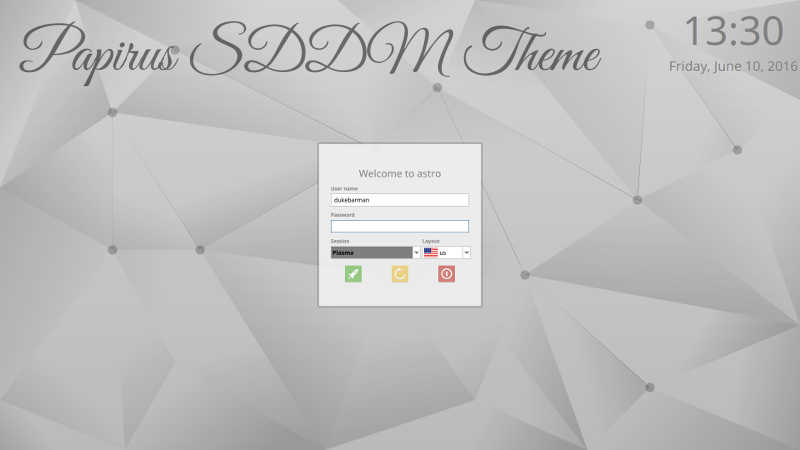 Papirus SDDM Theme
13:30
Friday, June 10, 2016
Welcome to astro
User name
dukebarman
Password
Session Layout
Plasma us